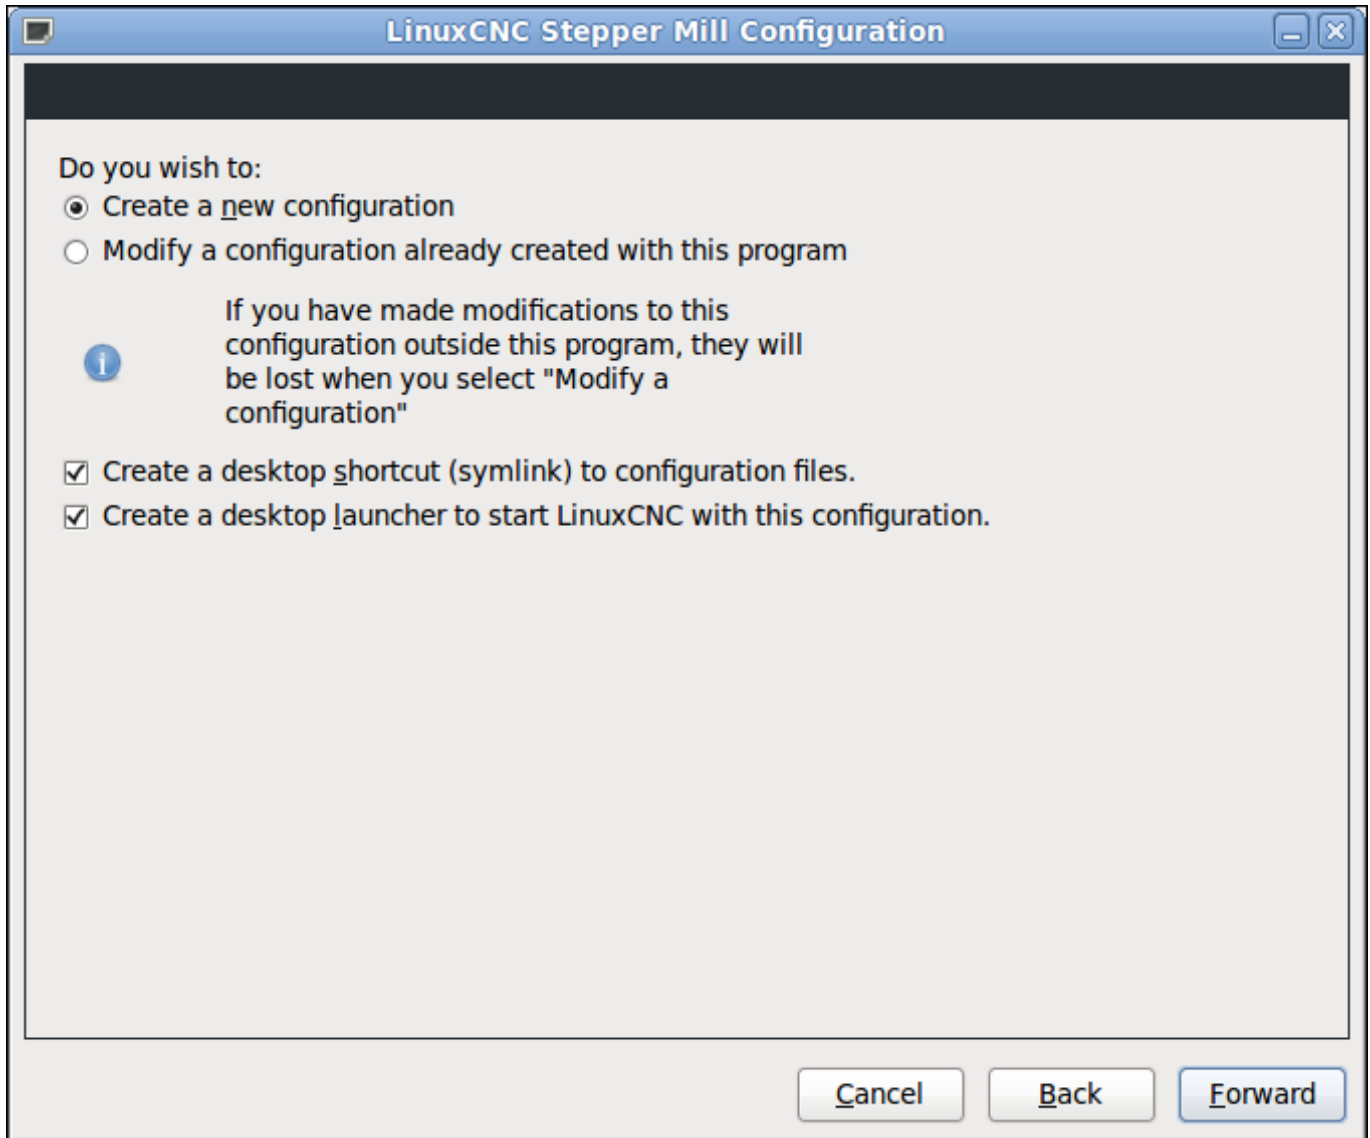 LinuxCNC Stepper Mill Configuration
Do you wish to:
Create a new configuration
Modify a configuration already created with this program
If you have made modifications to this
configuration outside this program, they will
be lost when you select "Modify a
configuration"
Create a desktop shortcut (symlink) to configuration files.
Create a desktop launcher to start LinuxCNC with this configuration.
Cancel
Back
Forward